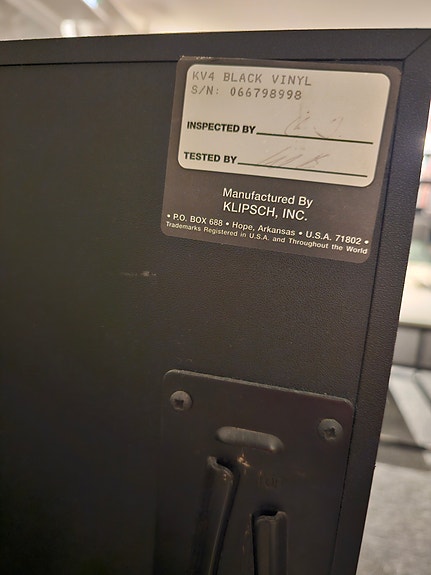 KV4 BLACK VINYL
S/N: 066798998
INSPECTED BY
TESTED BY
Manufactured By
KLIPSCH, INC.
• P.O. BOX 688 • Hope, Arkansas • U.S.A. 71802 •
Trademarks Registered in U.S.A. and Throughout the World